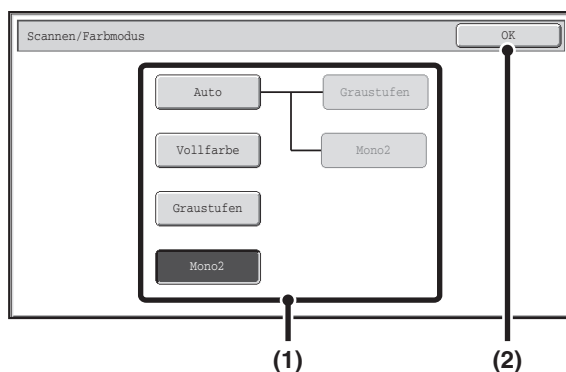 Scannen/Farbmodus
OK
Auto
Graustufen
Vollfarbe
Mono2
Graustufen
Mono2
(1)
(2)